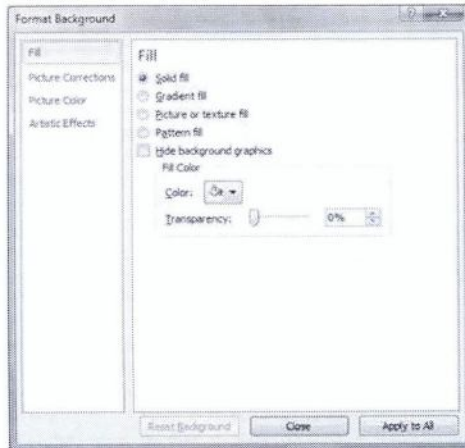 Format Background
Fill
Picture Corrections
Picture Color
Artistic Effects
Fill
Solid fill
Gradient fill
Picture or texture fill
Pattern fill
Hide background graphics
Fill Color
Color:
Transparency: 0%
Reset Background Close Apply to All